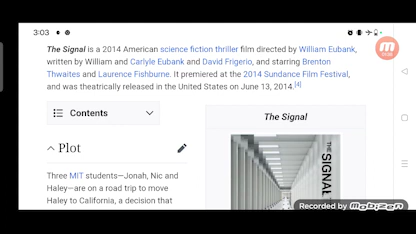 3:03
The Signal is a 2014 American science fiction thriller film directed by William Eubank,
written by William and Carlyle Eubank and David Frigerio, and starring Brenton
Thwaites and Laurence Fishburne. It premiered at the 2014 Sundance Film Festival,
and was theatrically released in the United States on June 13, 2014.[4]
Contents
The Signal
Plot
THE SIGNAL
Three MIT students—Jonah, Nic and
Haley—are on a road trip to move
Haley to California, a decision that
Recorded by Mobizen